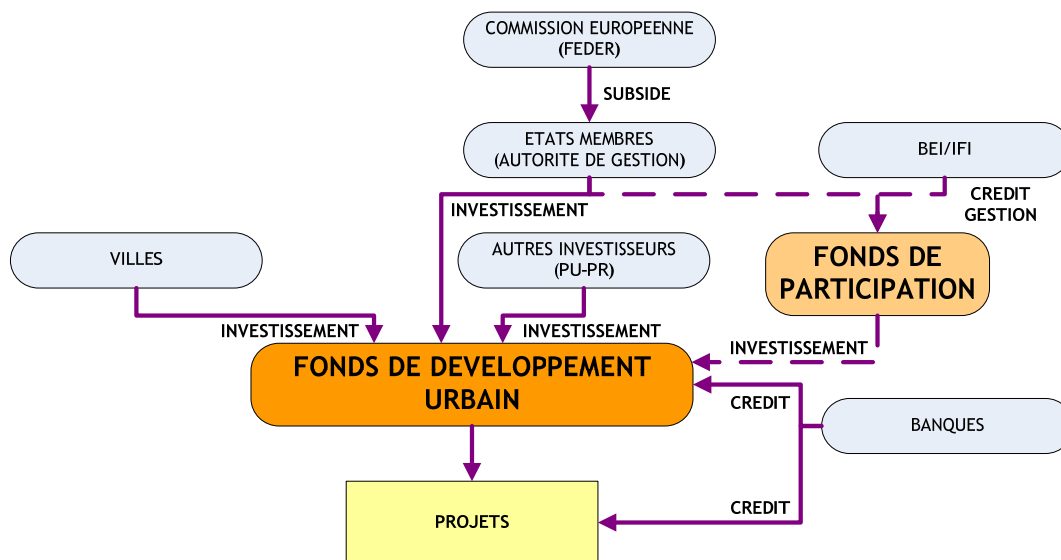 COMMISSION EUROPEENNE
(FEDER)
SUBSIDE
ETATS MEMBRES
(AUTORITE DE GESTION)
BEI/IFI
INVESTISSEMENT
CREDIT
GESTION
VILLES
AUTRES INVESTISSEURS
(PU-PR)
FONDS DE
PARTICIPATION
INVESTISSEMENT
INVESTISSEMENT
INVESTISSEMENT
FONDS DE DEVELOPPEMENT
URBAIN
CREDIT
BANQUES
CREDIT
PROJETS